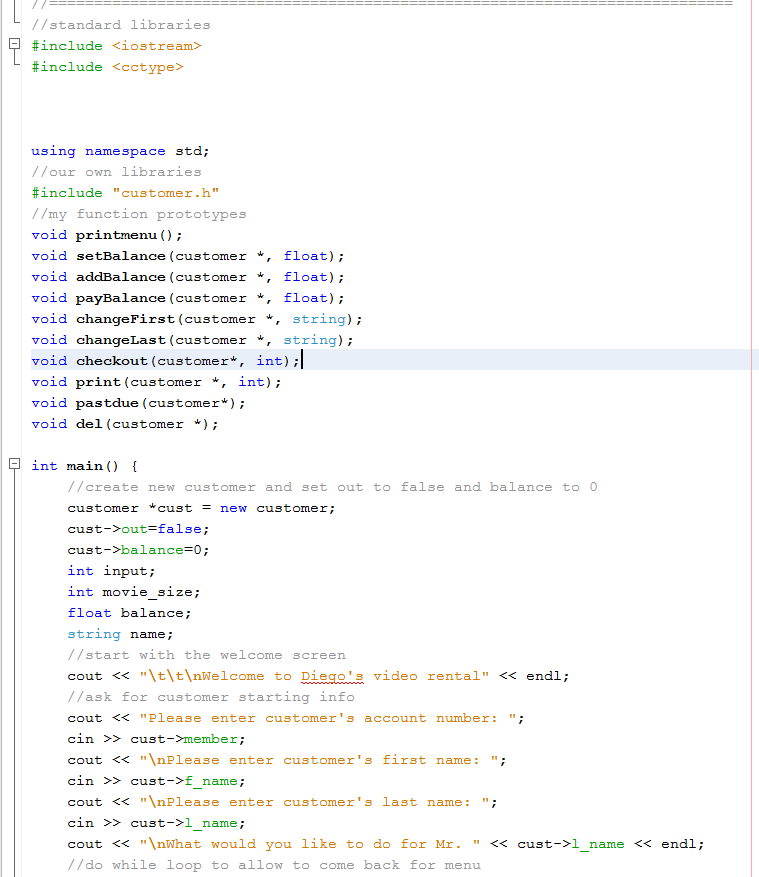 //============================================================================
//standard libraries
#include <iostream>
#include <cctype>
using namespace std;
//our own libraries
#include "customer.h"
//my function prototypes
void printmenu();
void setBalance(customer *, float);
void addBalance(customer *, float);
void payBalance(customer *, float);
void changeFirst(customer *, string);
void changeLast(customer *, string);
void checkout(customer*, int);
void print(customer *, int);
void pastdue(customer*);
void del(customer *);
int main() {
//create new customer and set out to false and balance to 0
customer *cust = new customer;
cust->out=false;
cust->balance=0;
int input;
int movie_size;
float balance;
string name;
//start with the welcome screen
cout << "\t\t\nWelcome to Diego's video rental" << endl;
//ask for customer starting info
cout << "Please enter customer's account number: ";
cin >> cust->member;
cout << "\nPlease enter customer's first name: ";
cin >> cust->f_name;
cout << "\nPlease enter customer's last name: ";
cin >> cust->l_name;
cout << "\nWhat would you like to do for Mr. " << cust->l_name << endl;
//do while loop to allow to come back for menu